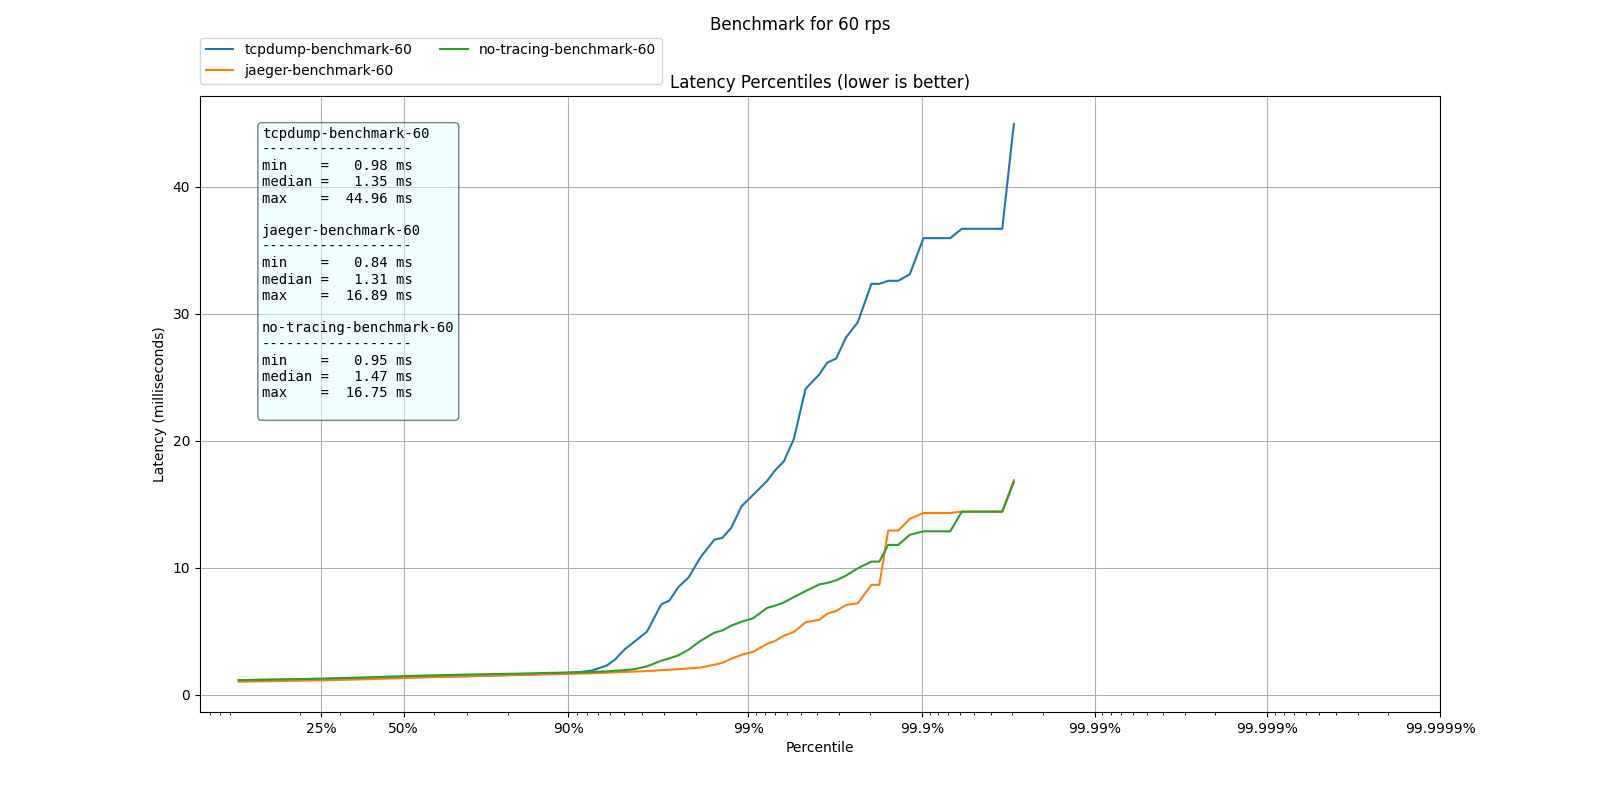 Benchmark for 60 rps
tcpdump-benchmark-60
no-tracing-benchmark-60
jaeger-benchmark-60
Latency Percentiles (lower is better)
tcpdump-benchmark-60
------------------
min    =   0.98 ms
median =   1.35 ms
max    =  44.96 ms
jaeger-benchmark-60
------------------
min    =   0.84 ms
median =   1.31 ms
max    =  16.89 ms
no-tracing-benchmark-60
------------------
min    =   0.95 ms
median =   1.47 ms
max    =  16.75 ms
Latency (milliseconds)
40
30
20
10
0
25% 50% 90% 99% 99.9% 99.99% 99.999% 99.9999%
Percentile